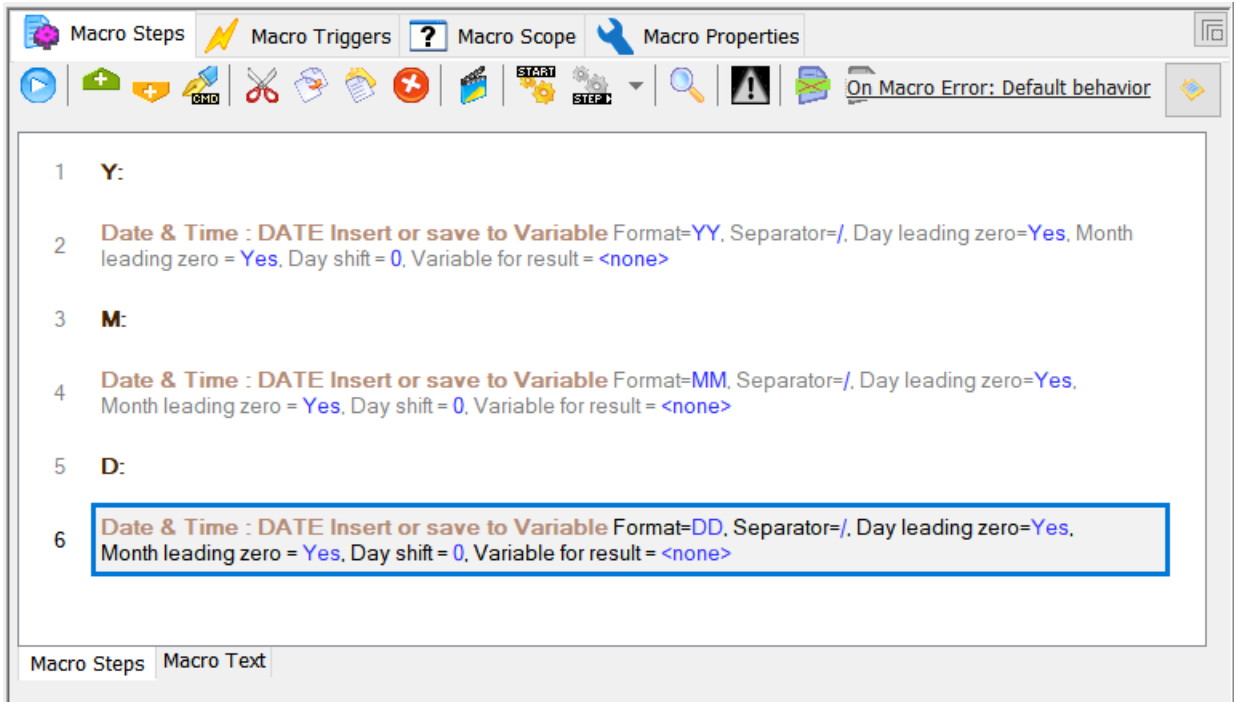 Macro Steps Macro Triggers ? Macro Scope Macro Properties
CMD START STEP On Macro Error: Default behavior
1 Y:
2 Date & Time : DATE Insert or save to Variable Format=YY, Separator=/, Day leading zero=Yes, Month
leading zero = Yes, Day shift = 0, Variable for result = <none>
3 M:
4 Date & Time : DATE Insert or save to Variable Format=MM, Separator=/, Day leading zero=Yes,
Month leading zero = Yes, Day shift = 0, Variable for result = <none>
5 D:
6 Date & Time : DATE Insert or save to Variable Format=DD, Separator=/, Day leading zero=Yes,
Month leading zero = Yes, Day shift = 0, Variable for result = <none>
Macro Steps Macro Text